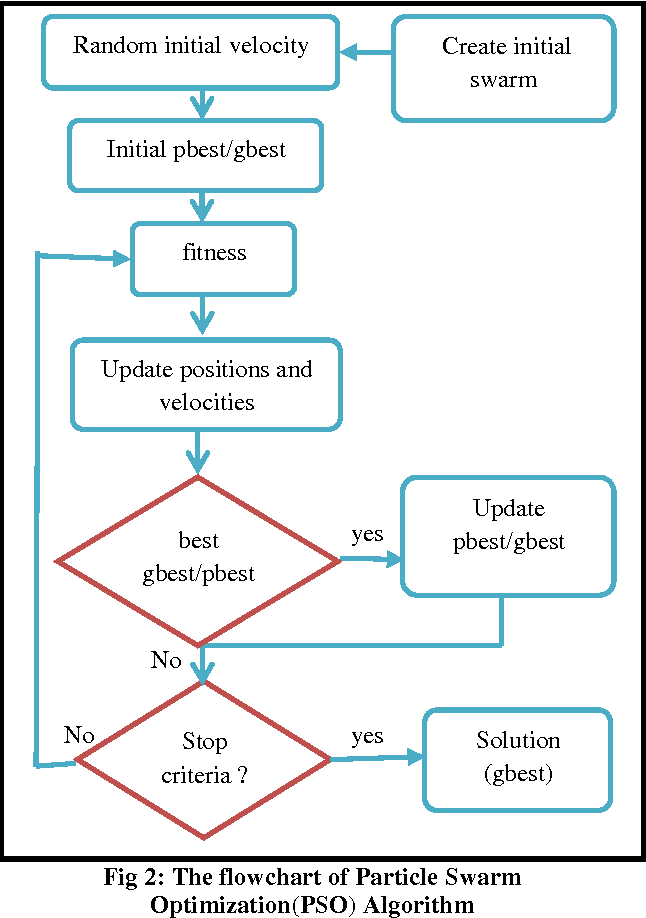 Random initial velocity
Create initial
swarm
Initial pbest/gbest
fitness
Update positions and
velocities
best
gbest/pbest
yes
Update
pbest/gbest
No
Stop
criteria ?
No
yes
Solution
(gbest)
Fig 2: The flowchart of Particle Swarm
Optimization(PSO) Algorithm